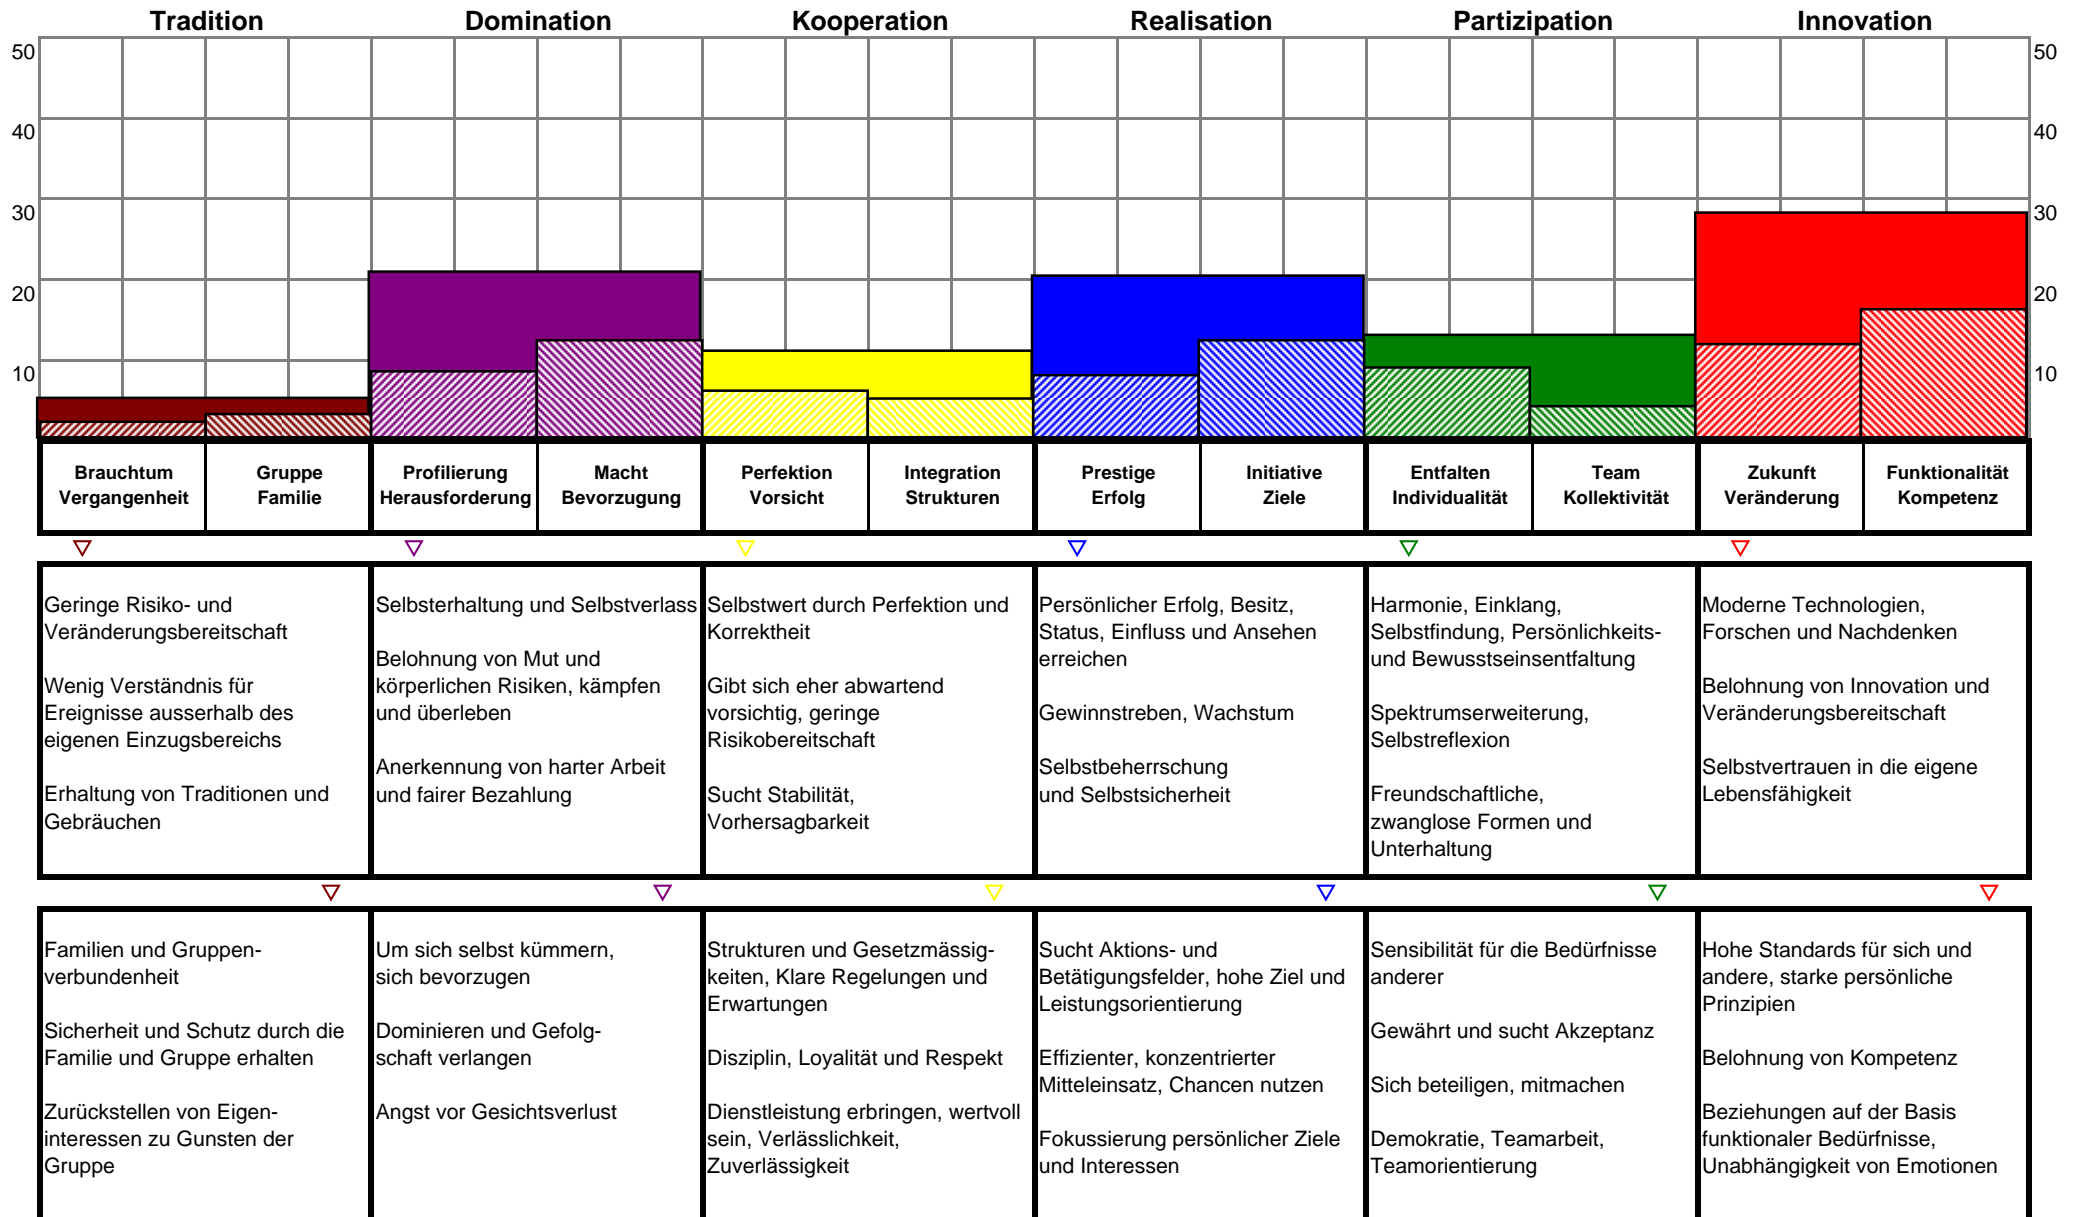 Tradition Domination Kooperation Realisation Partizipation Innovation
50 50
40 40
30 30
20 20
10 10
Brauchtum Gruppe Profilierung Macht Perfektion Integration Prestige Initiative Entfalten Team Zukunft Funktionalität
Vergangenheit Familie Herausforderung Bevorzugung Vorsicht Strukturen Erfolg Ziele Individualität Kollektivität Veränderung Kompetenz
Geringe Risiko- und
Veränderungsbereitschaft
Wenig Verständnis für
Ereignisse ausserhalb des
eigenen Einzugsbereichs
Erhaltung von Traditionen und
Gebräuchen
Selbsterhaltung und Selbstverlass
Belohnung von Mut und
körperlichen Risiken, kämpfen
und überleben
Anerkennung von harter Arbeit
und fairer Bezahlung
Selbstwert durch Perfektion und
Korrektheit
Gibt sich eher abwartend
vorsichtig, geringe
Risikobereitschaft
Sucht Stabilität,
Vorhersagbarkeit
Persönlicher Erfolg, Besitz,
Status, Einfluss und Ansehen
erreichen
Gewinnstreben, Wachstum
Selbstbeherrschung
und Selbstsicherheit
Harmonie, Einklang,
Selbstfindung, Persönlichkeits-
und Bewusstseinsentfaltung
Spektrumserweiterung,
Selbstreflexion
Freundschaftliche,
zwanglose Formen und
Unterhaltung
Moderne Technologien,
Forschen und Nachdenken
Belohnung von Innovation und
Veränderungsbereitschaft
Selbstvertrauen in die eigene
Lebensfähigkeit
Familien und Gruppen-
verbundenheit
Sicherheit und Schutz durch die
Familie und Gruppe erhalten
Zurückstellen von Eigen-
interessen zu Gunsten der
Gruppe
Um sich selbst kümmern,
sich bevorzugen
Dominieren und Gefolg-
schaft verlangen
Angst vor Gesichtsverlust
Strukturen und Gesetzmässig-
keiten, Klare Regelungen und
Erwartungen
Disziplin, Loyalität und Respekt
Dienstleistung erbringen, wertvoll
sein, Verlässlichkeit,
Zuverlässigkeit
Sucht Aktions- und
Betätigungsfelder, hohe Ziel und
Leistungsorientierung
Effizienter, konzentrierter
Mitteleinsatz, Chancen nutzen
Fokussierung persönlicher Ziele
und Interessen
Sensibilität für die Bedürfnisse
anderer
Gewährt und sucht Akzeptanz
Sich beteiligen, mitmachen
Demokratie, Teamarbeit,
Teamorientierung
Hohe Standards für sich und
andere, starke persönliche
Prinzipien
Belohnung von Kompetenz
Beziehungen auf der Basis
funktionaler Bedürfnisse,
Unabhängigkeit von Emotionen